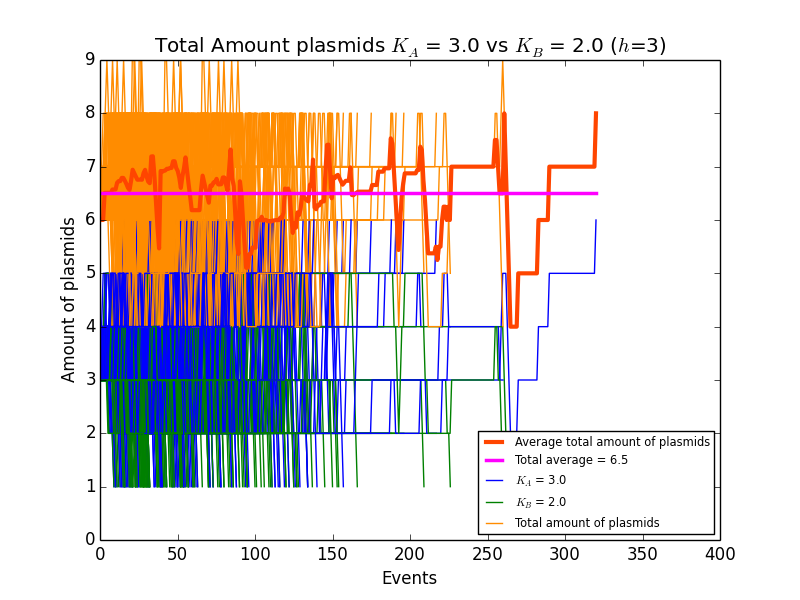 Total Amount plasmids K_A = 3.0 vs K_B = 2.0 (h=3)
9
8
7
6
5
4
3
2
1
0
Amount of plasmids
Average total amount of plasmids
Total average = 6.5
K_A = 3.0
K_B = 2.0
Total amount of plasmids
0 50 100 150 200 250 300 350 400
Events